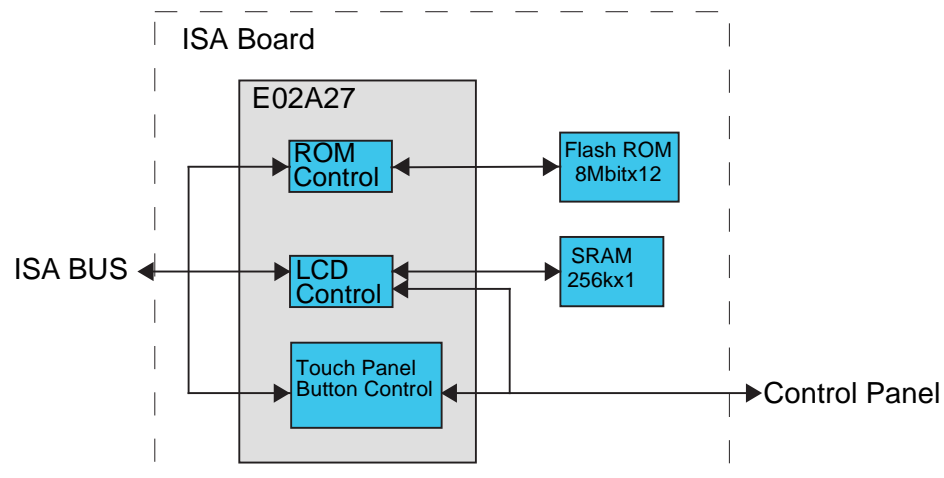 ISA Board
E02A27
ROM
Control
Flash ROM
8Mbitx12
ISA BUS
LCD
Control
SRAM
256kx1
Touch Panel
Button Control
Control Panel